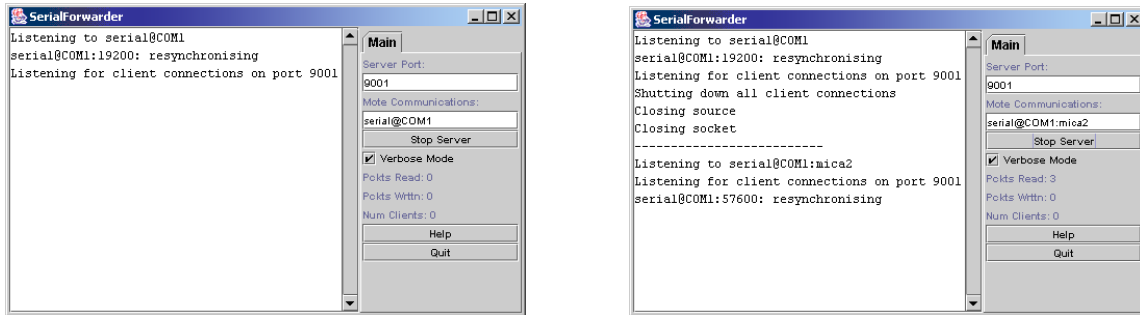 SerialForwarder
Listening to serial@COM1
serial@COM1:19200: resynchronising
Listening for client connections on port 9001
Main
Server Port:
9001
Mote Communications:
serial@COM1
Stop Server
Verbose Mode
Pckts Read: 0
Pckts Wrttn: 0
Num Clients: 0
Help
Quit
SerialForwarder
Listening to serial@COM1
serial@COM1:19200: resynchronising
Listening for client connections on port 9001
Shutting down all client connections
Closing source
Closing socket
--------------------------
Listening to serial@COM1:mica2
Listening for client connections on port 9001
serial@COM1:57600: resynchronising
Main
Server Port:
9001
Mote Communications:
serial@COM1:mica2
Stop Server
Verbose Mode
Pckts Read: 3
Pckts Wrttn: 0
Num Clients: 0
Help
Quit